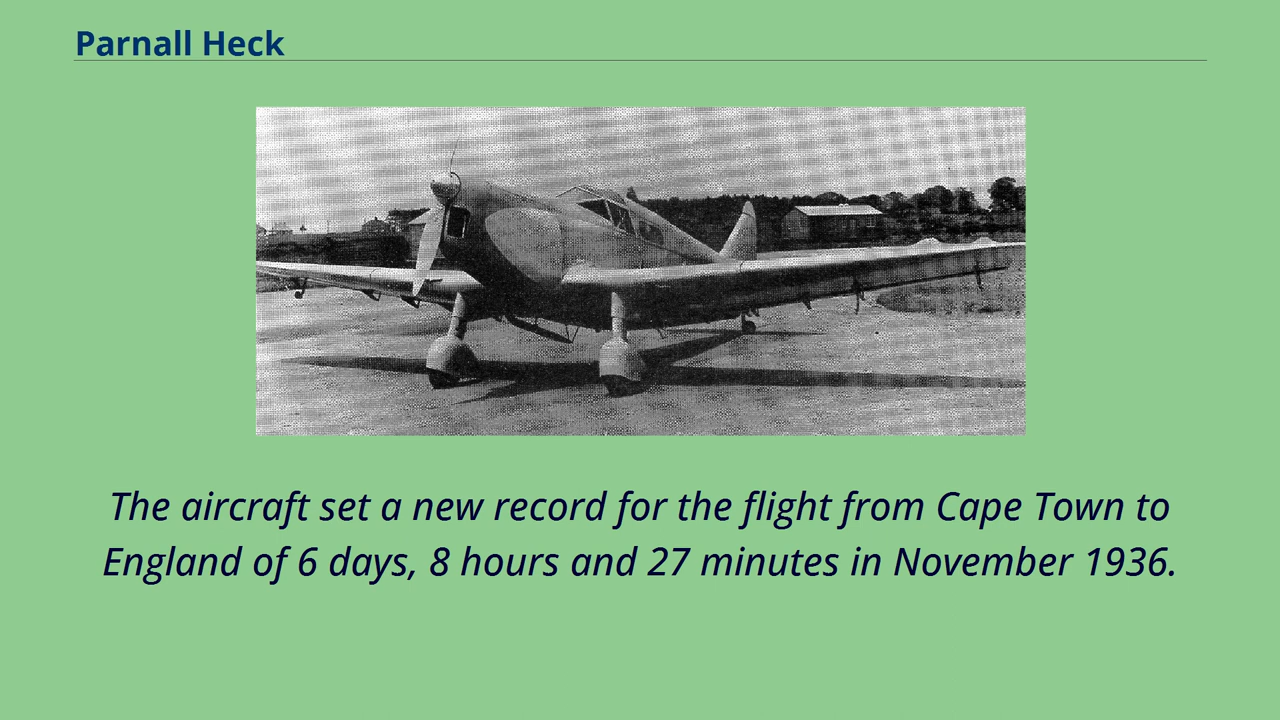 Parnall Heck
The aircraft set a new record for the flight from Cape Town to
England of 6 days, 8 hours and 27 minutes in November 1936.